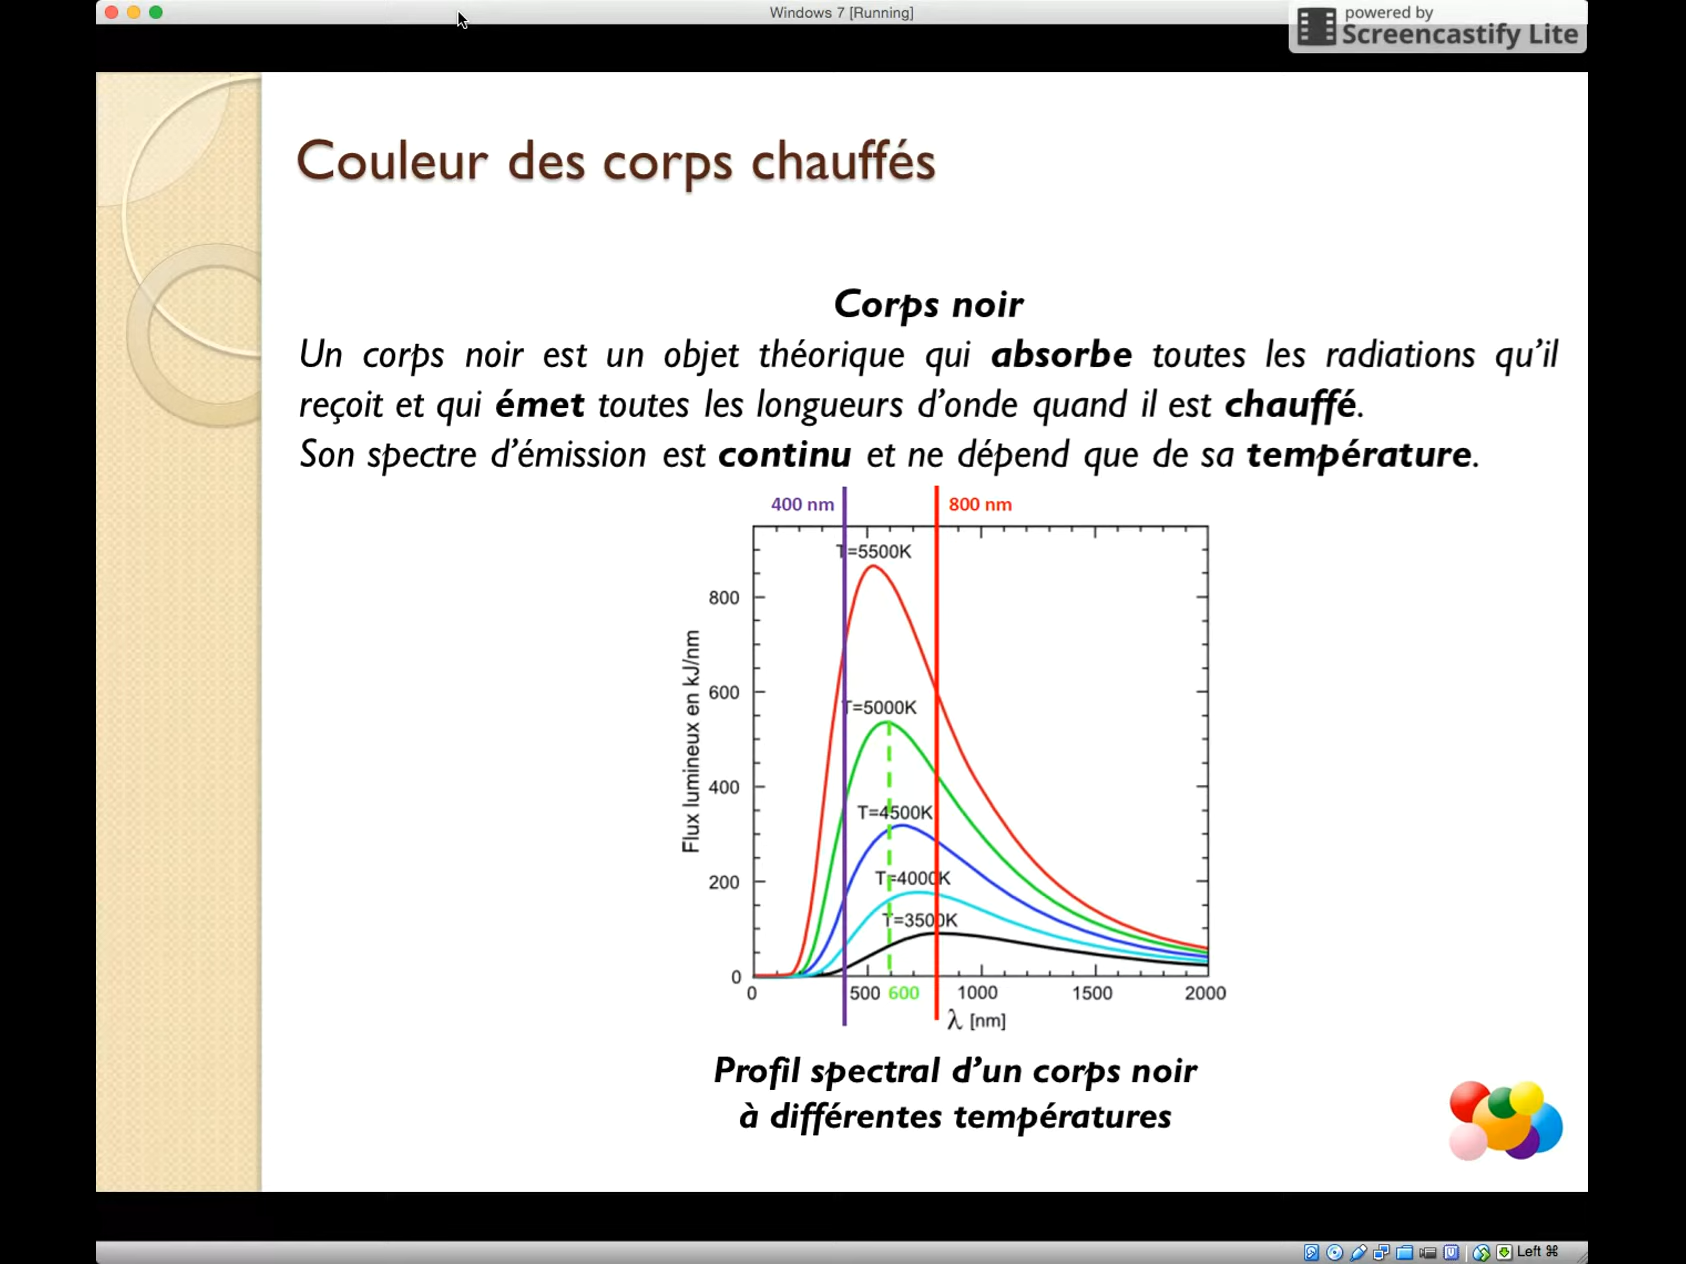 Windows 7 [Running]
powered by
Screencastify Lite
Couleur des corps chauffés
Corps noir
Un corps noir est un objet théorique qui absorbe toutes les radiations qu’il
reçoit et qui émet toutes les longueurs d’onde quand il est chauffé.
Son spectre d’émission est continu et ne dépend que de sa température.
400 nm
800 nm
T=5500K
T=5000K
T=4500K
T=4000K
T=3500K
Flux lumineux en kJ/nm
800
600
400
200
0
0 500 600 1000 1500 2000
λ [nm]
Profil spectral d’un corps noir
à différentes températures
Left ⌘